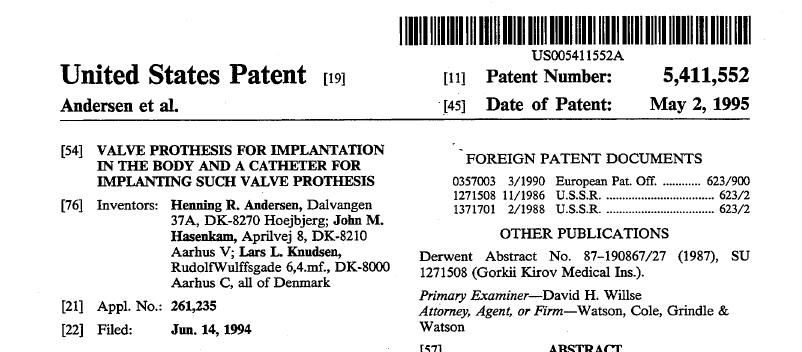 US005411552A
United States Patent [19]
Andersen et al.
[11] Patent Number: 5,411,552
[45] Date of Patent: May 2, 1995
[54] VALVE PROTHESIS FOR IMPLANTATION
IN THE BODY AND A CATHETER FOR
IMPLANTING SUCH VALVE PROTHESIS
[76] Inventors: Henning R. Andersen, Dalvangen
37A, DK-8270 Hoejbjerg; John M.
Hasenkam, Aprilvej 8, DK-8210
Aarhus V; Lars L. Knudsen,
RudolfWulffsgade 6,4.mf., DK-8000
Aarhus C, all of Denmark
[21] Appl. No.: 261,235
[22] Filed: Jun. 14, 1994
FOREIGN PATENT DOCUMENTS
0357003 3/1990 European Pat. Off. ............ 623/900
1271508 11/1986 U.S.S.R. ................................ 623/2
1371701 2/1988 U.S.S.R. ................................ 623/2
OTHER PUBLICATIONS
Derwent Abstract No. 87-190867/27 (1987), SU
1271508 (Gorkii Kirov Medical Ins.).
Primary Examiner—David H. Willse
Attorney, Agent, or Firm—Watson, Cole, Grindle &
Watson
[57] ABSTRACT